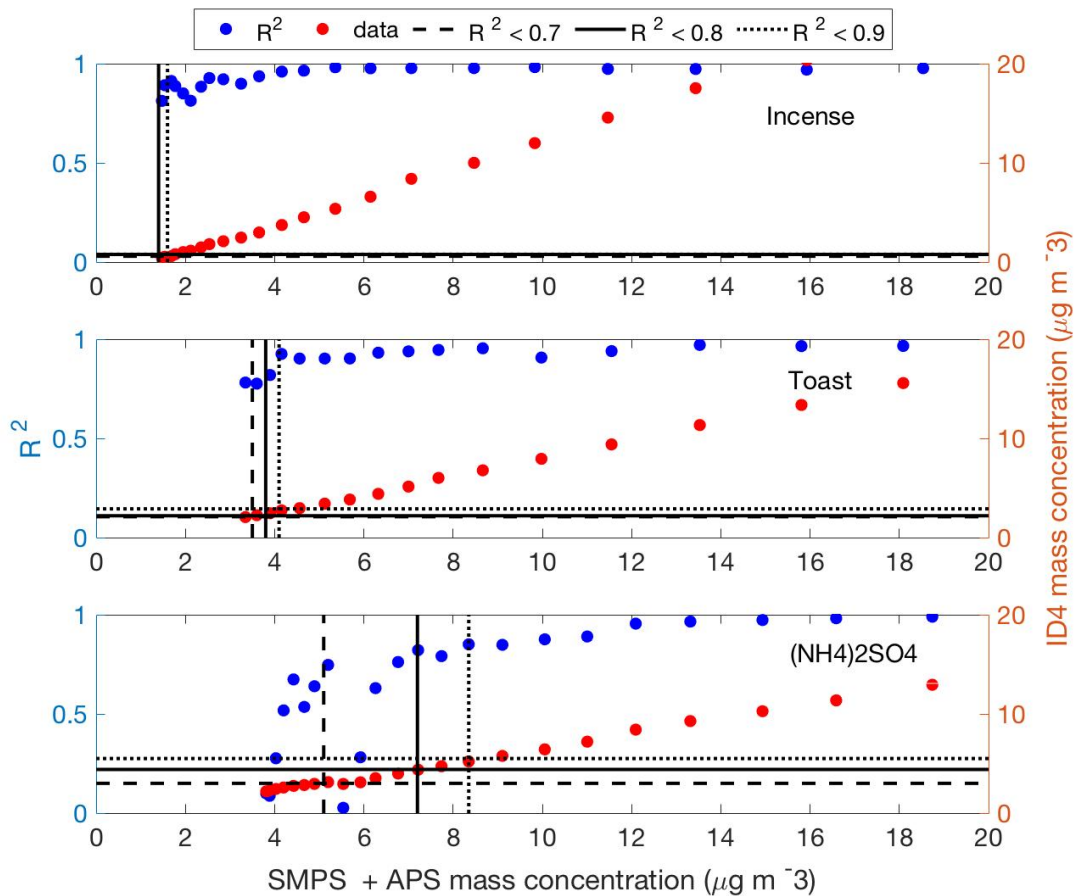 R² data R ² < 0.7 R ² < 0.8 R ² < 0.9
1 20
Incense
0.5 10
0 0
0 2 4 6 8 10 12 14 16 18 20
1 20
Toast
0.5 10
0 0
0 2 4 6 8 10 12 14 16 18 20
1 20
(NH4)2SO4
0.5 10
0 0
0 2 4 6 8 10 12 14 16 18 20
R ²
ID4 mass concentration (μg m ⁻3)
SMPS + APS mass concentration (μg m ⁻3)